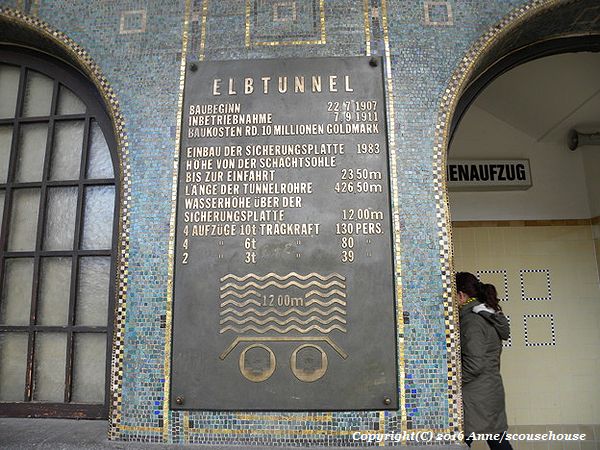 ELBTUNNEL
BAUBEGINN 22.7.1907
INBETRIEBNAHME 7.9.1911
BAUKOSTEN RD. 10 MILLIONEN GOLDMARK
EINBAU DER SICHERUNGSPLATTE 1983
HÖHE VON DER SCHACHTSOHLE
BIS ZUR EINFAHRT 23,50m
LÄNGE DER TUNNELRÖHRE 426,50m
WASSERHÖHE ÜBER DER
SICHERUNGSPLATTE 12,00m
4 AUFZÜGE 10t TRAGKRAFT 130 PERS.
4 " 6t " 80 "
2 " 3t " 39 "
12,00m
ENAUFZUG
Copyright(C) 2016 Anne/scousehouse